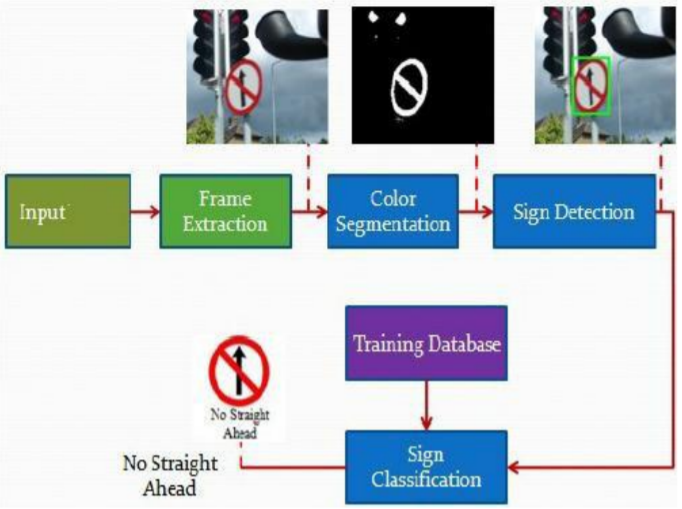 Input
Frame
Extraction
Color
Segmentation
Sign Detection
Training Database
No Straight
Ahead
No Straight
Ahead
Sign
Classification